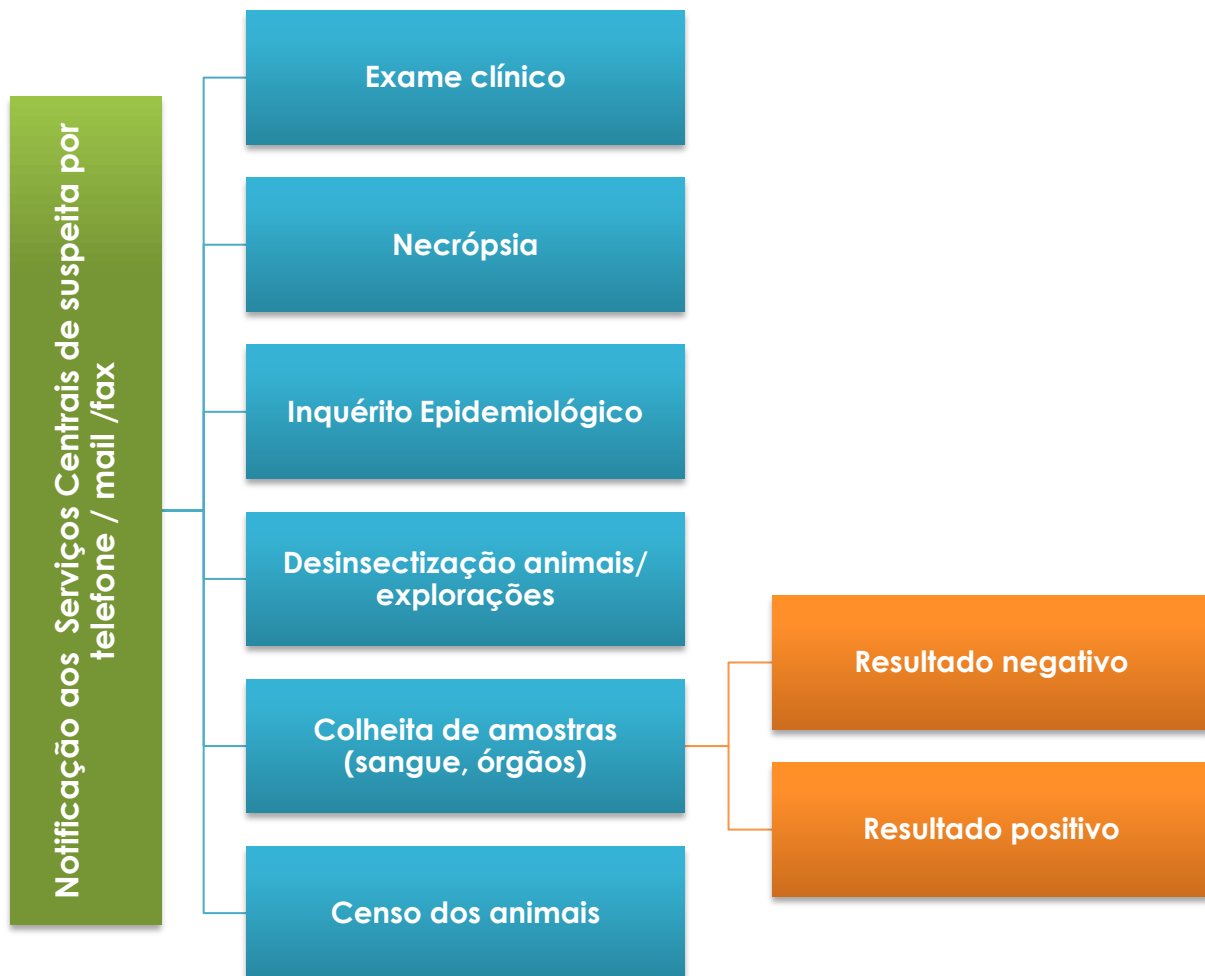 Notificação aos Serviços Centrais de suspeita por
telefone / mail /fax
Exame clínico
Necrópsia
Inquérito Epidemiológico
Desinsectização animais/
explorações
Colheita de amostras
(sangue, órgãos)
Censo dos animais
Resultado negativo
Resultado positivo